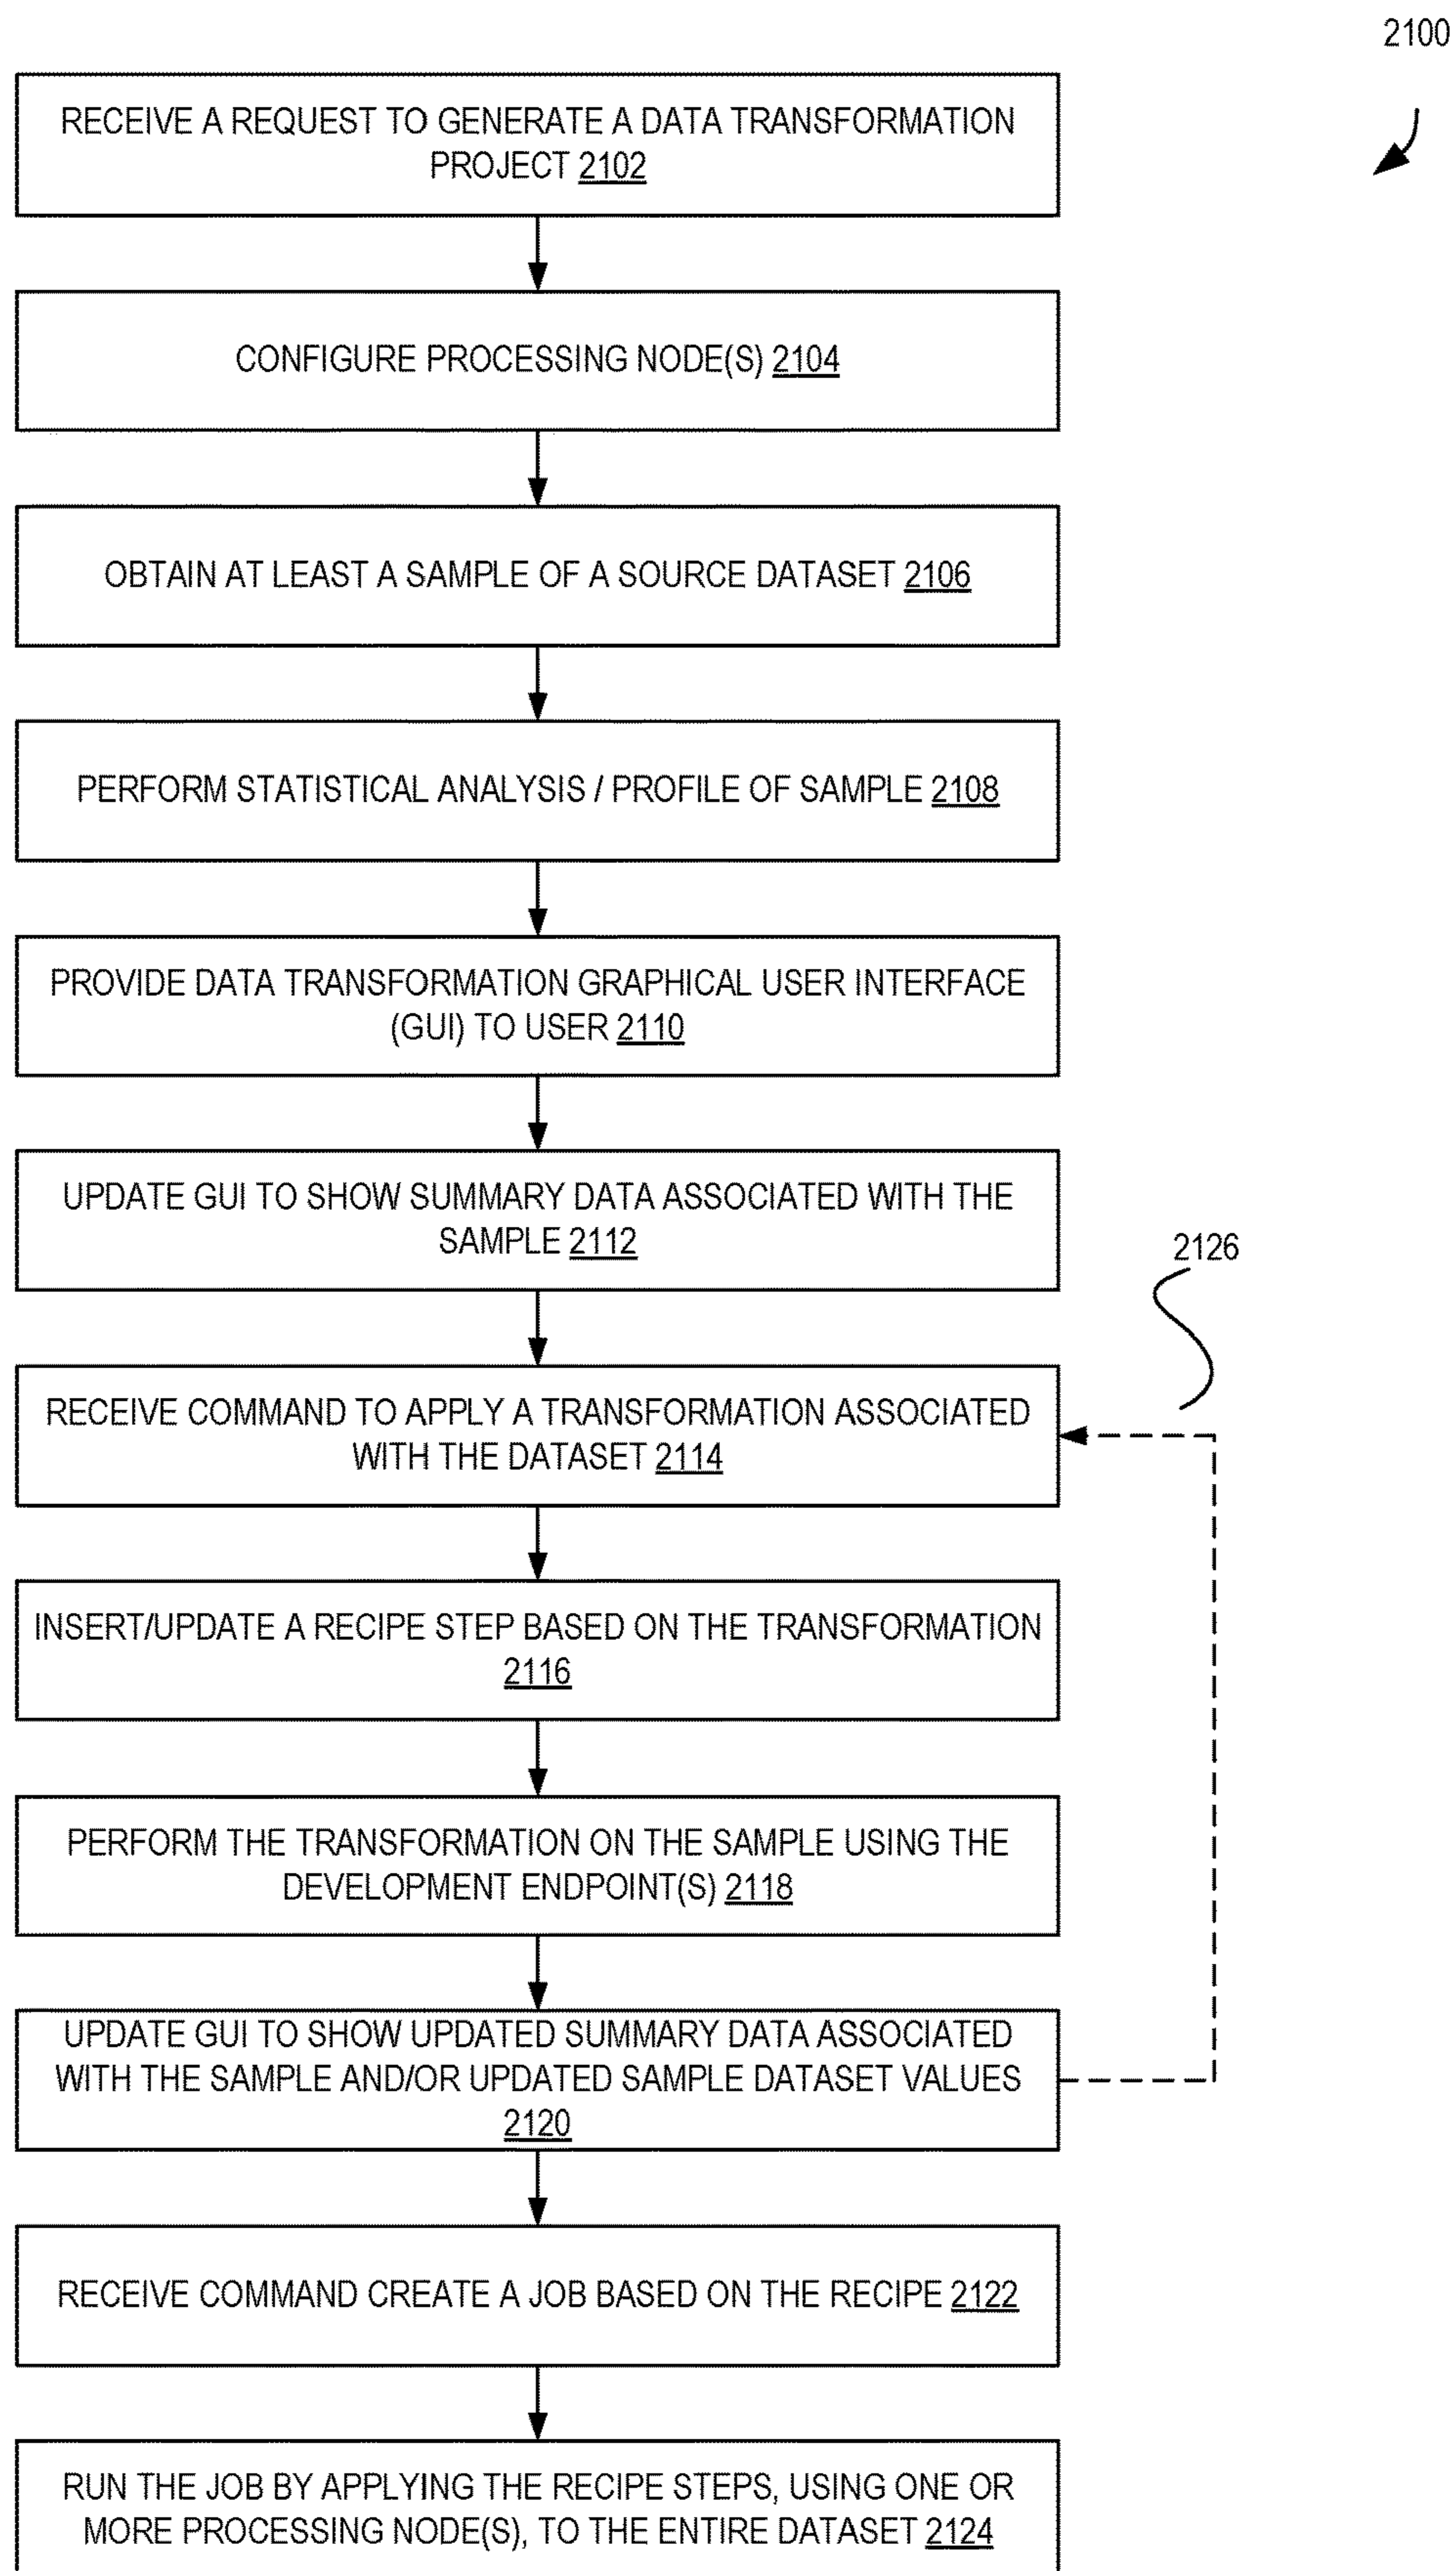 2100
RECEIVE A REQUEST TO GENERATE A DATA TRANSFORMATION
PROJECT 2102
CONFIGURE PROCESSING NODE(S) 2104
OBTAIN AT LEAST A SAMPLE OF A SOURCE DATASET 2106
PERFORM STATISTICAL ANALYSIS / PROFILE OF SAMPLE 2108
PROVIDE DATA TRANSFORMATION GRAPHICAL USER INTERFACE
(GUI) TO USER 2110
UPDATE GUI TO SHOW SUMMARY DATA ASSOCIATED WITH THE
SAMPLE 2112
2126
RECEIVE COMMAND TO APPLY A TRANSFORMATION ASSOCIATED
WITH THE DATASET 2114
INSERT/UPDATE A RECIPE STEP BASED ON THE TRANSFORMATION
2116
PERFORM THE TRANSFORMATION ON THE SAMPLE USING THE
DEVELOPMENT ENDPOINT(S) 2118
UPDATE GUI TO SHOW UPDATED SUMMARY DATA ASSOCIATED
WITH THE SAMPLE AND/OR UPDATED SAMPLE DATASET VALUES
2120
RECEIVE COMMAND CREATE A JOB BASED ON THE RECIPE 2122
RUN THE JOB BY APPLYING THE RECIPE STEPS, USING ONE OR
MORE PROCESSING NODE(S), TO THE ENTIRE DATASET 2124